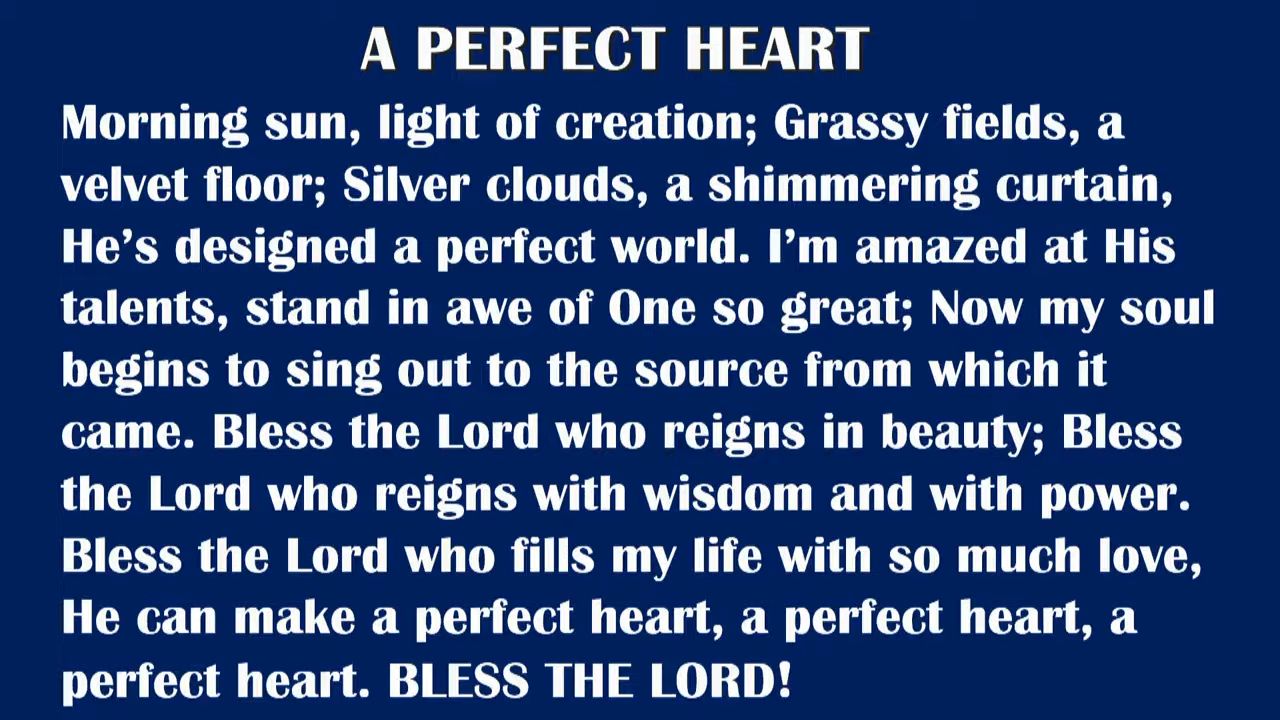 A PERFECT HEART
Morning sun, light of creation; Grassy fields, a
velvet floor; Silver clouds, a shimmering curtain,
He’s designed a perfect world. I’m amazed at His
talents, stand in awe of One so great; Now my soul
begins to sing out to the source from which it
came. Bless the Lord who reigns in beauty; Bless
the Lord who reigns with wisdom and with power.
Bless the Lord who fills my life with so much love,
He can make a perfect heart, a perfect heart, a
perfect heart. BLESS THE LORD!